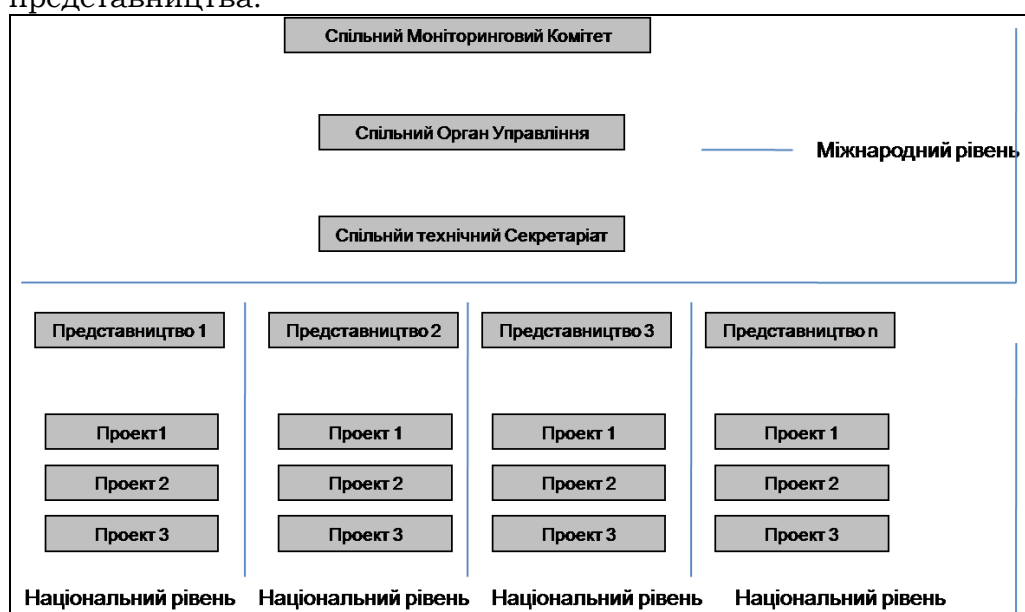 представництва.
Спільний Моніторинговий Комітет
Спільний Орган Управління
Міжнародний рівень
Спільнйи технічний Секретаріат
Представництво 1 Представництво 2 Представництво 3 Представництво n
Проект1 Проект 1 Проект 1 Проект 1
Проект 2 Проект 2 Проект 2 Проект 2
Проект 3 Проект 3 Проект 3 Проект 3
Національний рівень Національний рівень Національний рівень Національний рівень